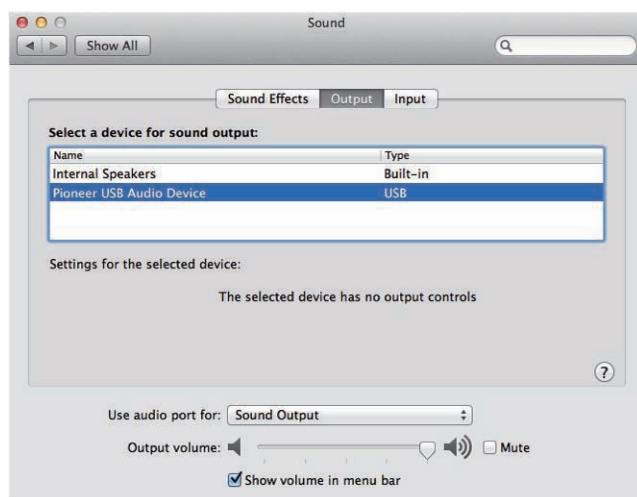 Sound
Show All
Sound Effects Output Input
Select a device for sound output:
Name Type
Internal Speakers Built-in
Pioneer USB Audio Device USB
Settings for the selected device:
The selected device has no output controls
?
Use audio port for: Sound Output
Output volume: Mute
Show volume in menu bar